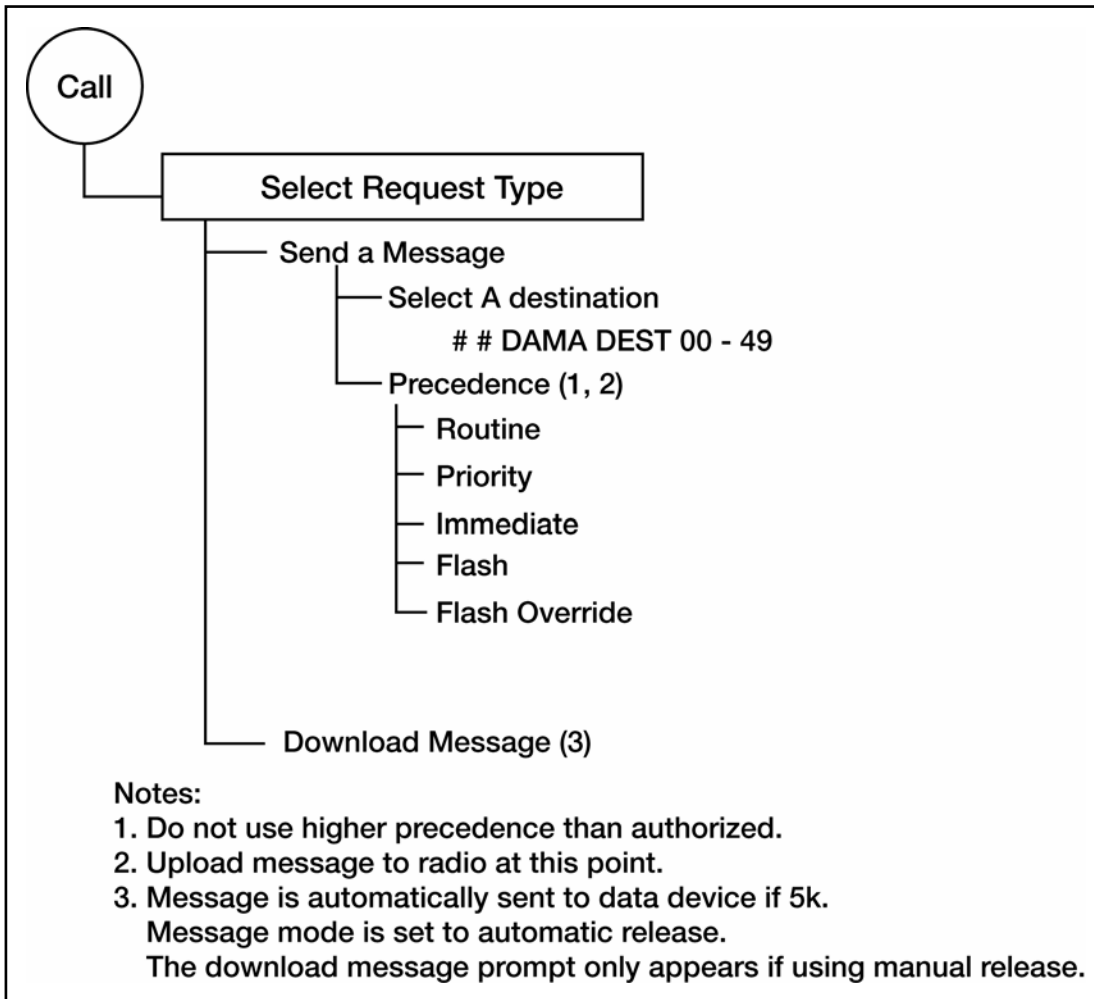 Call
Select Request Type
Send a Message
Select A destination
# # DAMA DEST 00 - 49
Precedence (1, 2)
Routine
Priority
Immediate
Flash
Flash Override
Download Message (3)
Notes:
1. Do not use higher precedence than authorized.
2. Upload message to radio at this point.
3. Message is automatically sent to data device if 5k.
Message mode is set to automatic release.
The download message prompt only appears if using manual release.